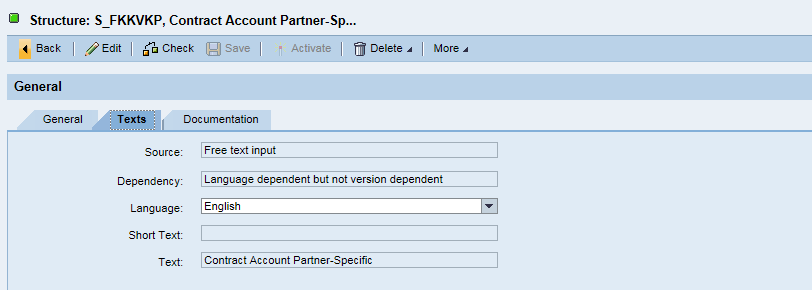 Structure: S_FKKVKP, Contract Account Partner-Sp...
Back Edit Check Save Activate Delete More
General
General Texts Documentation
Source: Free text input
Dependency: Language dependent but not version dependent
Language: English
Short Text:
Text: Contract Account Partner-Specific